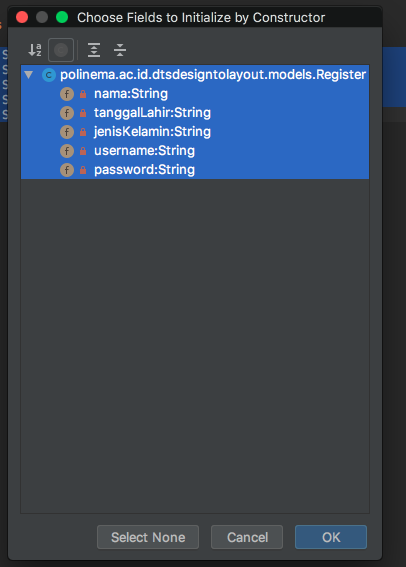 Choose Fields to Initialize by Constructor
polinema.ac.id.dtsdesigntolayout.models.Register
nama:String
tanggalLahir:String
jenisKelamin:String
username:String
password:String
Select None
Cancel
OK